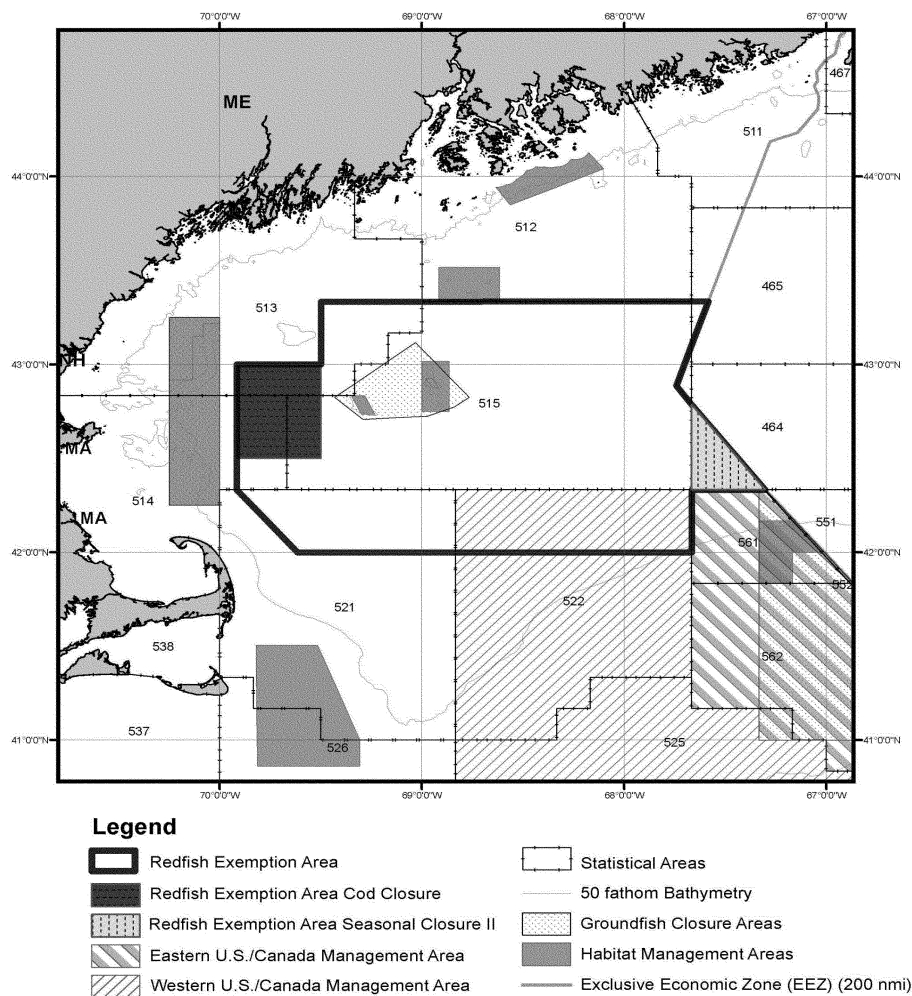 70°0'0"W 69°0'0"W 68°0'0"W 67°0'0"W
467
ME
511
44°0'0"N 44°0'0"N
512
465
513
NH
43°0'0"N 43°0'0"N
515
464
MA
514
551
MA
561
42°0'0"N 42°0'0"N
552
522
521
538
562
537
41°0'0"N 41°0'0"N
526
525
70°0'0"W 69°0'0"W 68°0'0"W 67°0'0"W
Legend
Redfish Exemption Area
Redfish Exemption Area Cod Closure
Redfish Exemption Area Seasonal Closure II
Eastern U.S./Canada Management Area
Western U.S./Canada Management Area
Statistical Areas
50 fathom Bathymetry
Groundfish Closure Areas
Habitat Management Areas
Exclusive Economic Zone (EEZ) (200 nmi)